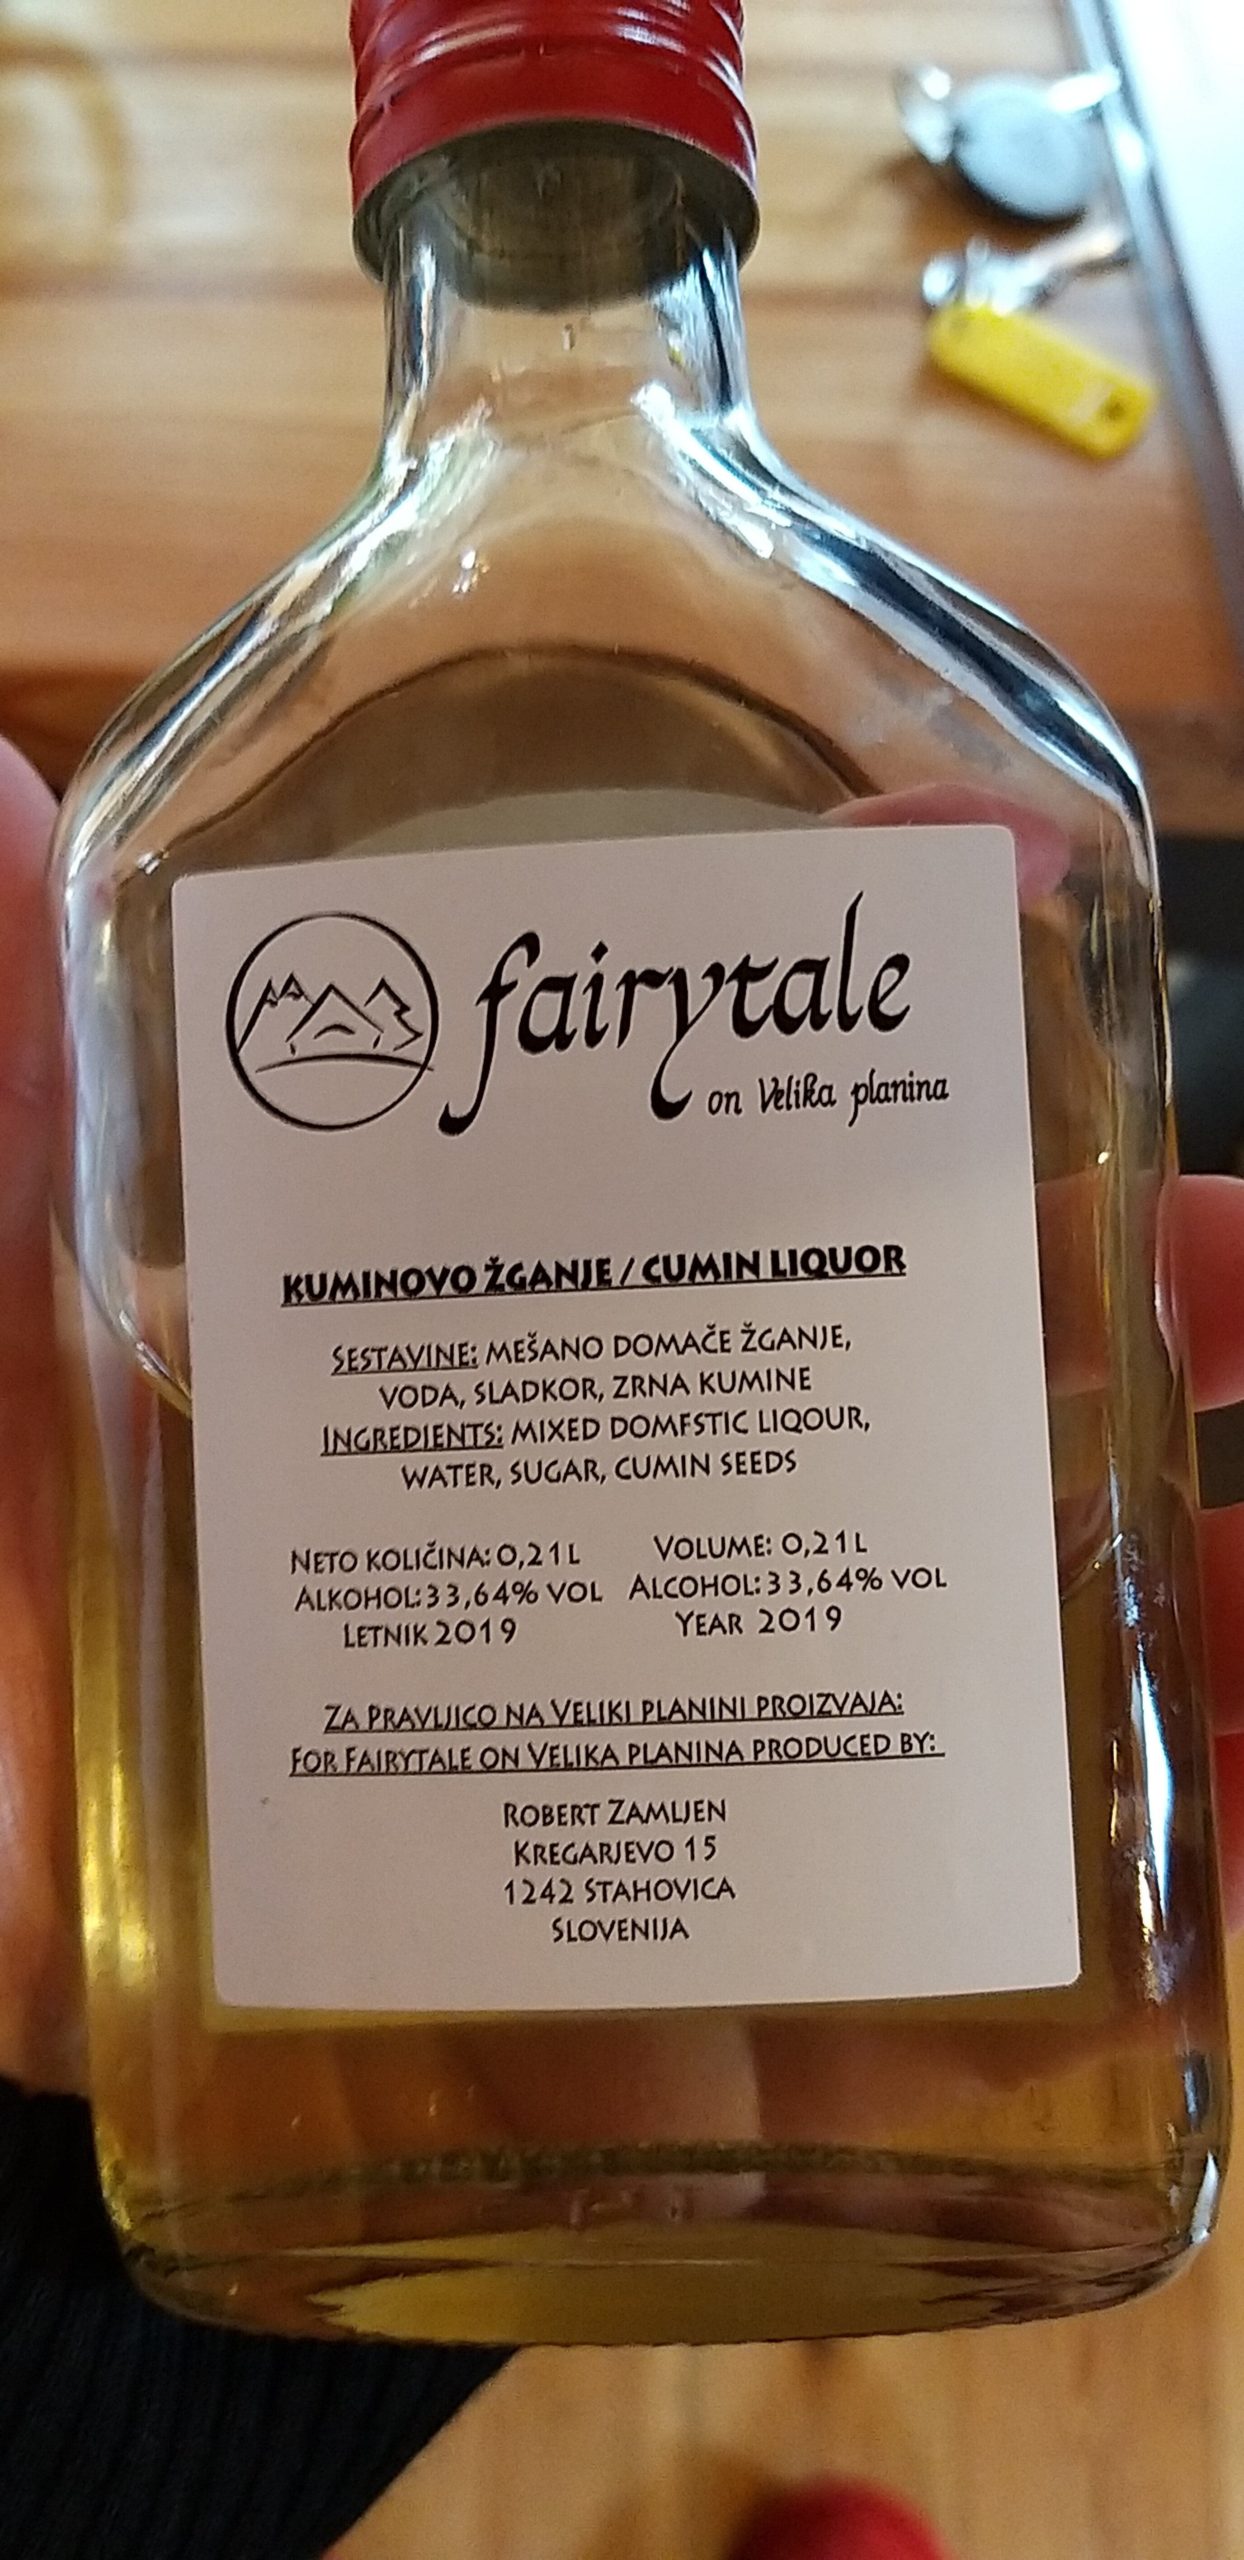 fairytale
on Velika planina
KUMINOVO ŽGANJE / CUMIN LIQUOR
SESTAVINE: MEŠANO DOMAČE ŽGANJE,
VODA, SLADKOR, ZRNA KUMINE
INGREDIENTS: MIXED DOMFSTIC LIQOUR,
WATER, SUGAR, CUMIN SEEDS
NETO KOLIČINA: 0,21L VOLUME: 0,21L
ALKOHOL: 33,64% VOL ALCOHOL: 33,64% VOL
LETNIK 2019 YEAR 2019
ZA PRAVLJICO NA VELIKI PLANINI PROIZVAJA:
FOR FAIRYTALE ON VELIKA PLANINA PRODUCED BY:
ROBERT ZAMLJEN
KREGARJEVO 15
1242 STAHOVICA
SLOVENIJA